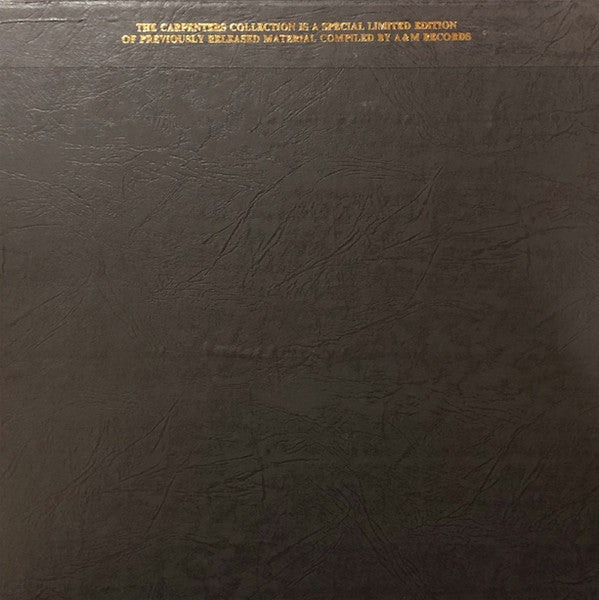 THE CARPENTERS COLLECTION IS A SPECIAL LIMITED EDITION
OF PREVIOUSLY RELEASED MATERIAL COMPILED BY A&M RECORDS